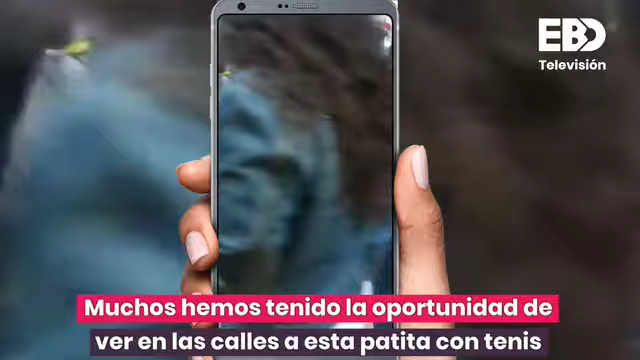 EBD
Televisión
Muchos hemos tenido la oportunidad de
ver en las calles a esta patita con tenis